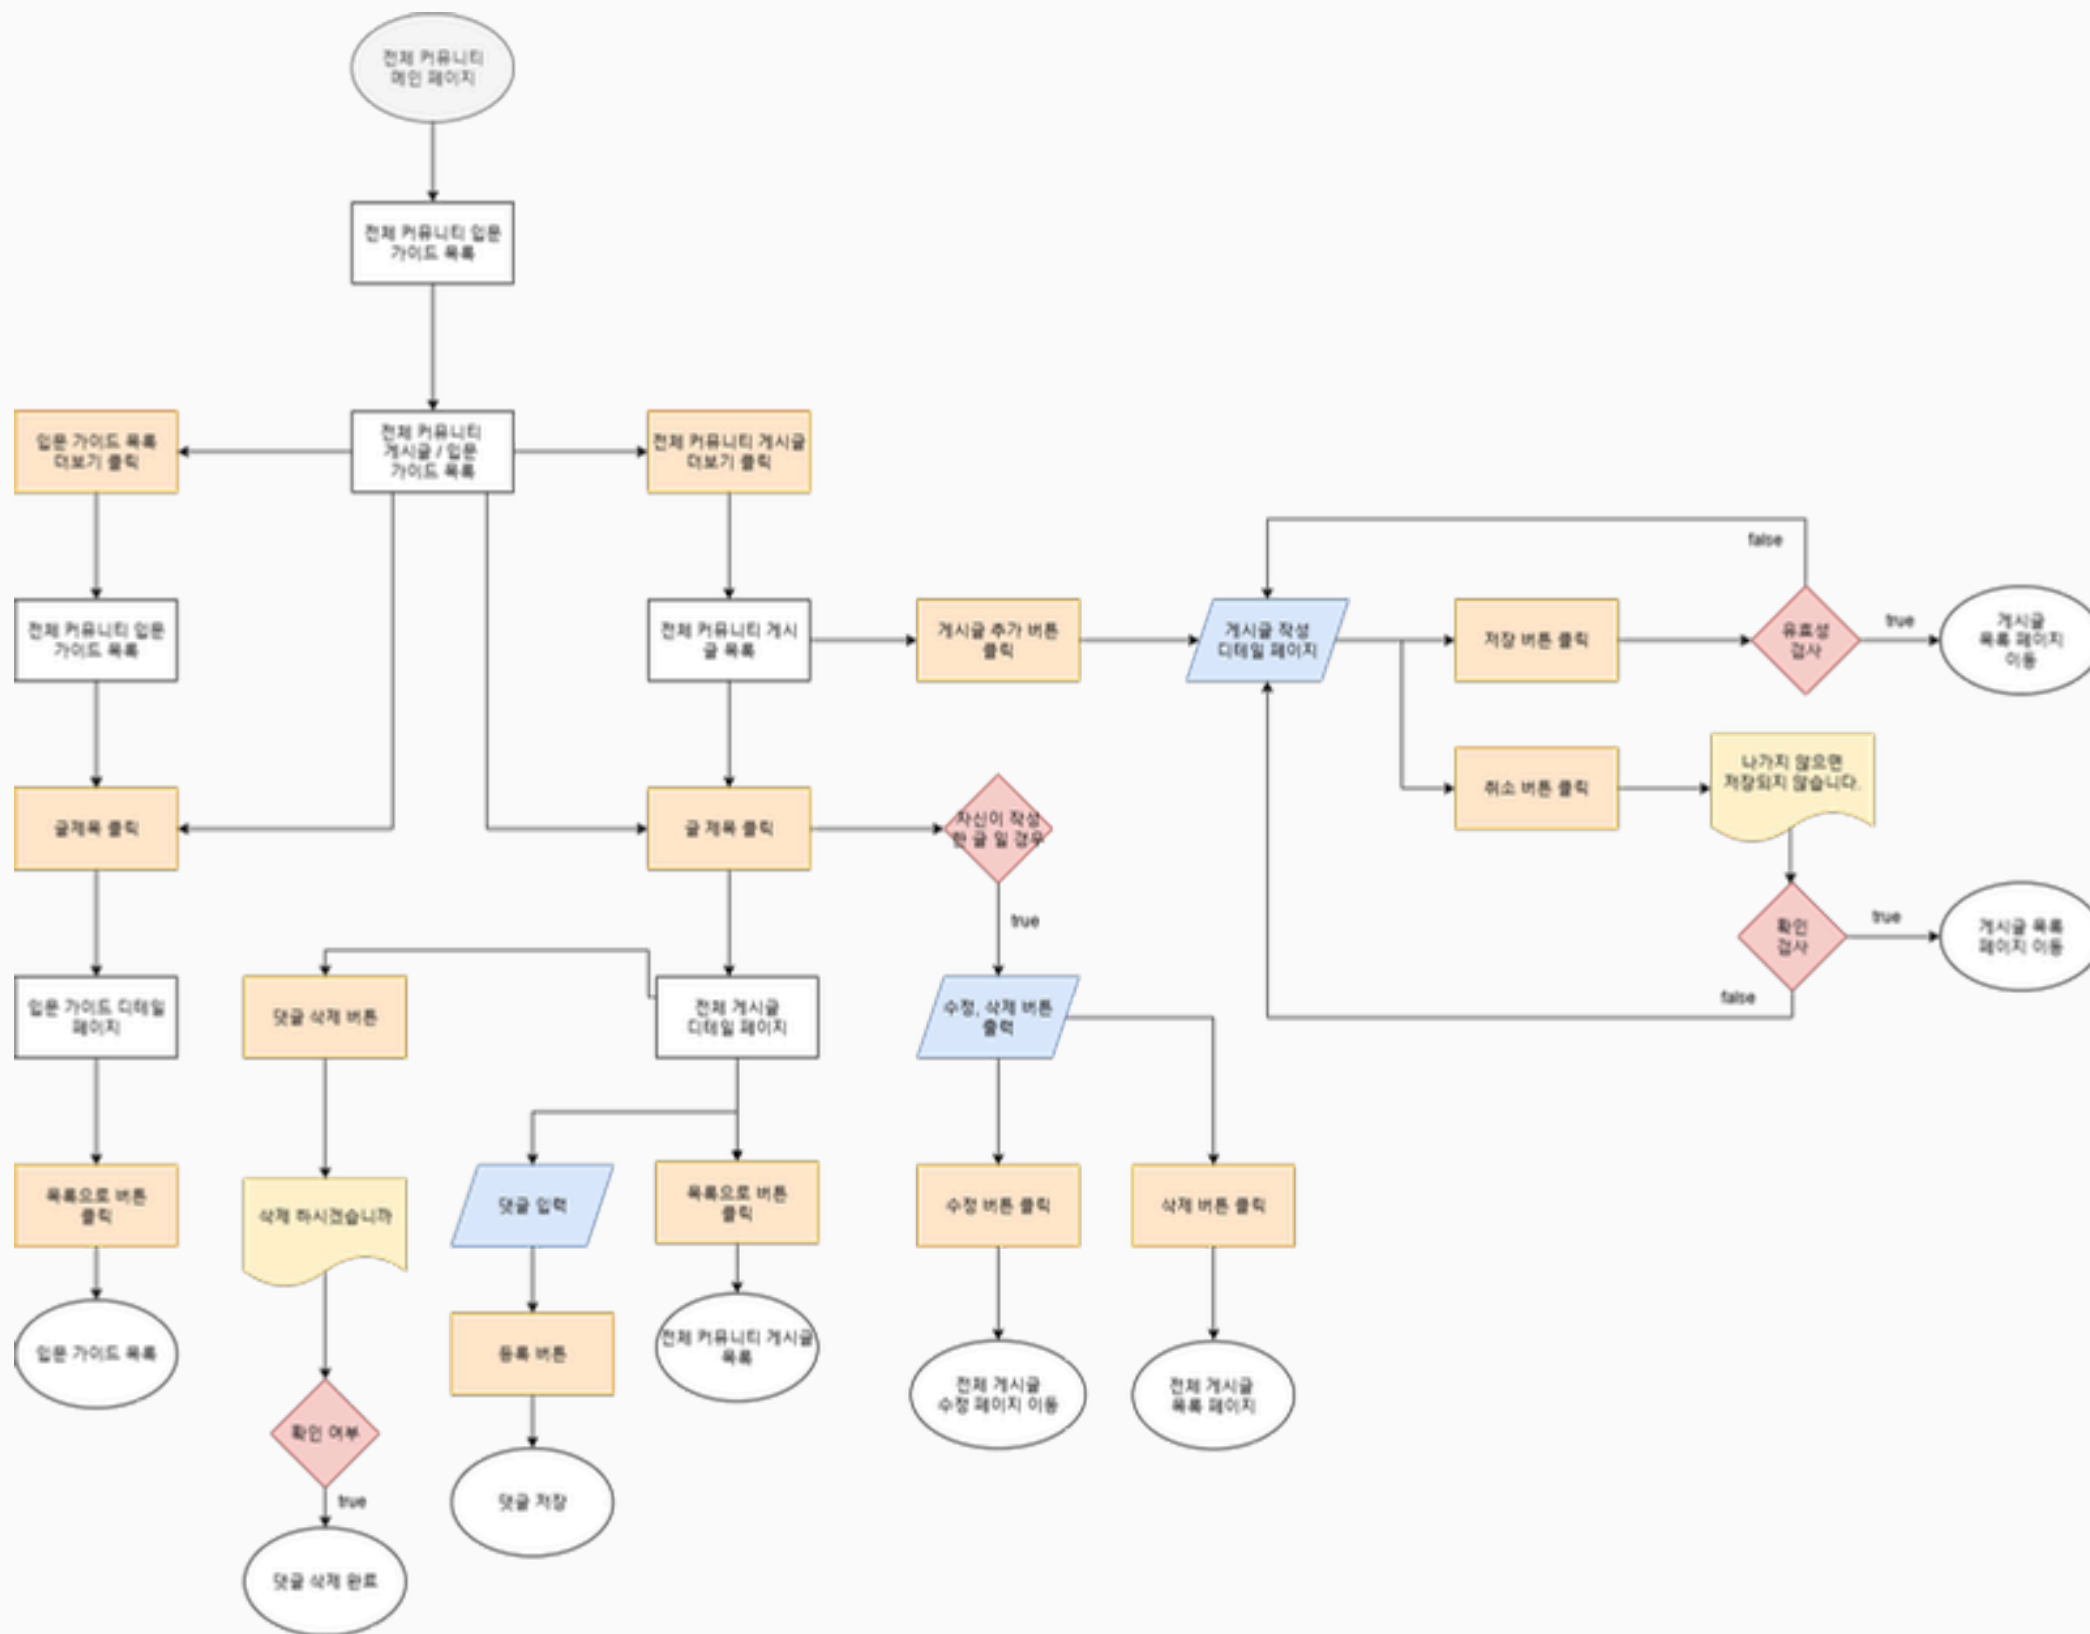 전체 커뮤니티
메인 페이지
전체 커뮤니티 입문
가이드 목록
입문 가이드 목록
더보기 클릭
전체 커뮤니티
게시글 / 입문
가이드 목록
전체 커뮤니티 게시글
더보기 클릭
false
전체 커뮤니티 입문
가이드 목록
전체 커뮤니티 게시
글 목록
게시글 추가 버튼
클릭
게시글 작성
디테일 페이지
저장 버튼 클릭
유효성
검사
true
게시글
목록 페이지
이동
취소 버튼 클릭
나가지 않으면
저장되지 않습니다.
글제목 클릭
글 제목 클릭
자신이 작성
한 글 일 경우
true
확인
검사
true
게시글 목록
페이지 이동
false
입문 가이드 디테일
페이지
댓글 삭제 버튼
전체 게시글
디테일 페이지
수정, 삭제 버튼
출력
목록으로 버튼
클릭
삭제 하시겠습니까
댓글 입력
목록으로 버튼
클릭
수정 버튼 클릭
삭제 버튼 클릭
입문 가이드 목록
등록 버튼
전체 커뮤니티 게시글
목록
전체 게시글
수정 페이지 이동
전체 게시글
목록 페이지
확인 여부
true
댓글 저장
댓글 삭제 완료